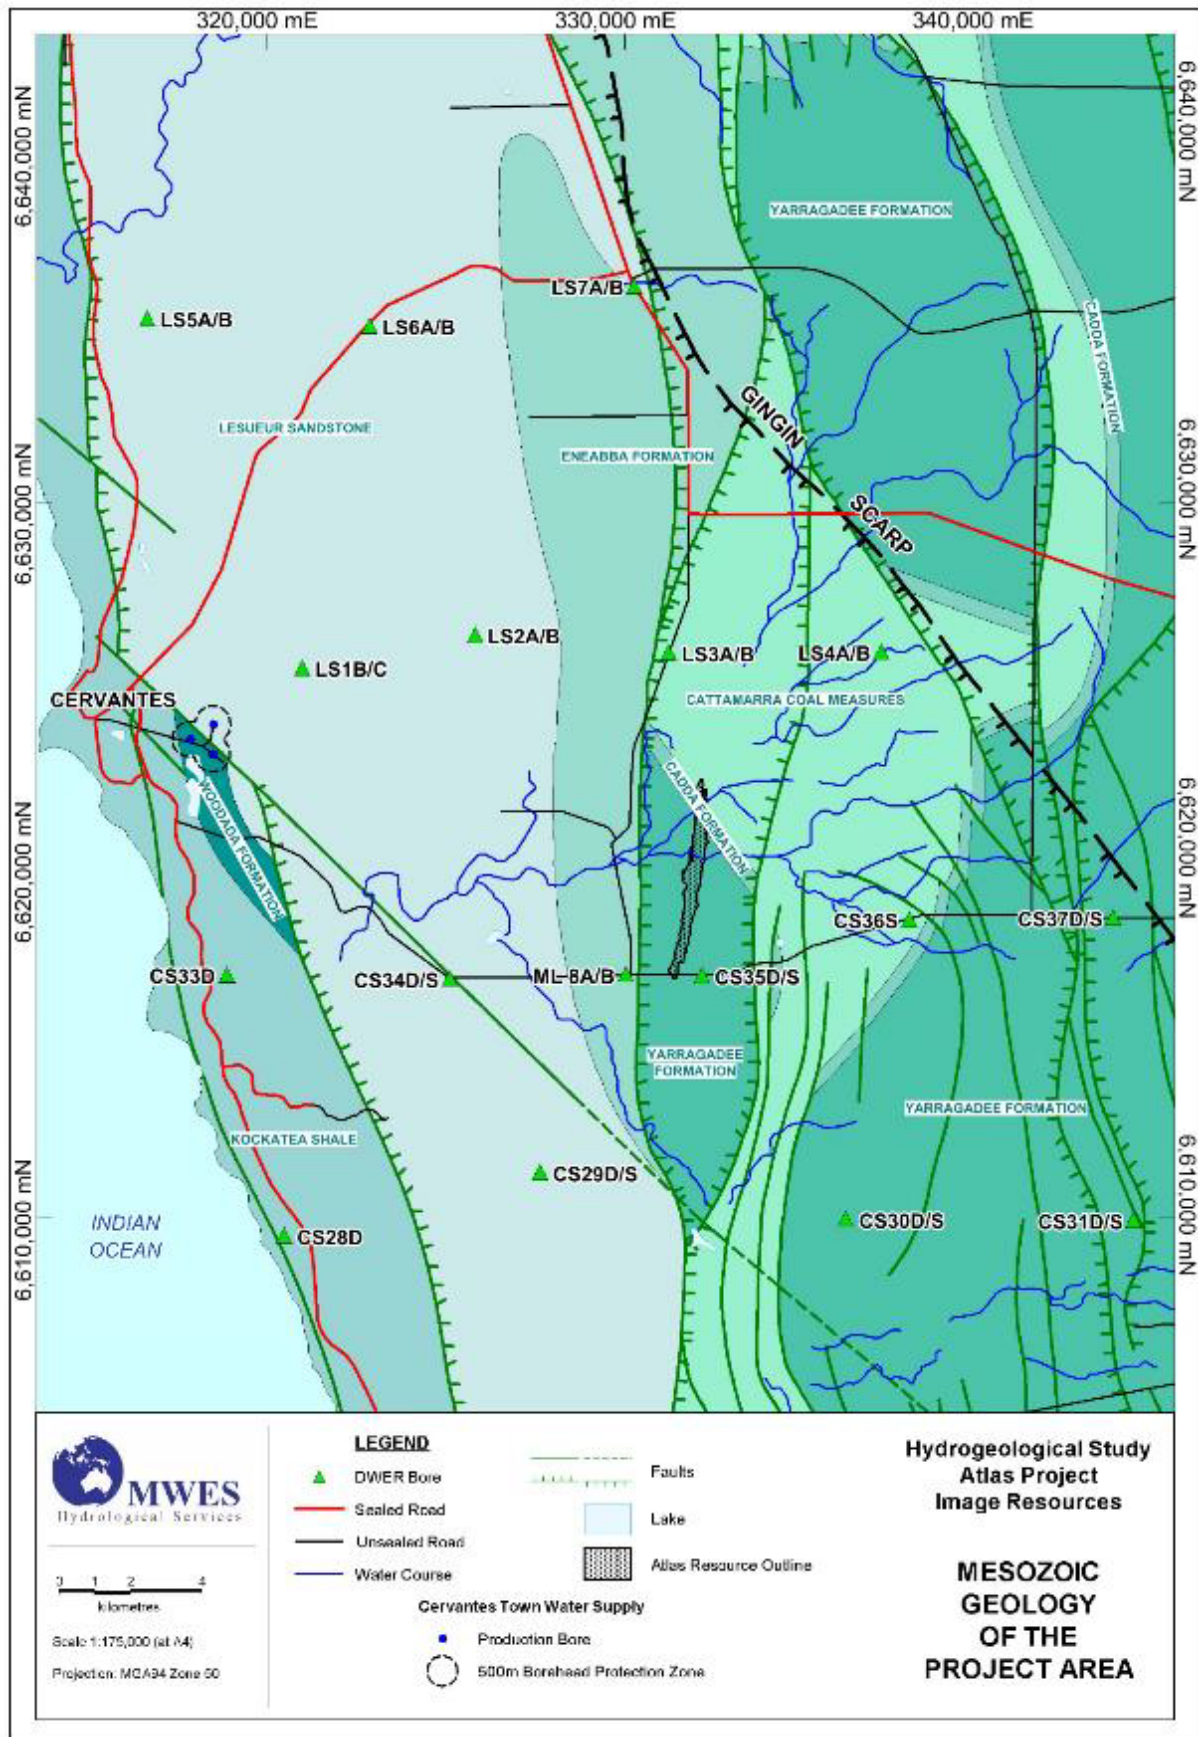 320,000 mE
330,000 mE
340,000 mE
6,640,000 mN
6,640,000 mN
YARRAGADEE FORMATION
LS7A/B
LS5A/B
LS6A/B
CADDA FORMATION
GINGIN
SCARP
LESUEUR SANDSTONE
ENEABBA FORMATION
6,630,000 mN
6,630,000 mN
LS2A/B
LS3A/B
LS4A/B
LS1B/C
CERVANTES
CATTAMARRA COAL MEASURES
CADDA FORMATION
WOODADA FORMATION
6,620,000 mN
6,620,000 mN
CS36S
CS37D/S
CS33D
CS34D/S
ML-8A/B
CS35D/S
YARRAGADEE
FORMATION
YARRAGADEE FORMATION
KOCKATEA SHALE
CS29D/S
6,610,000 mN
6,610,000 mN
INDIAN
OCEAN
CS28D
CS30D/S
CS31D/S
MWES
Hydrological Services
0 1 2 4
kilometres
Scale 1:175,000 (at A4)
Projection: MGA94 Zone 50
LEGEND
DWER Bore
Sealed Road
Unsealed Road
Water Course
Faults
Lake
Atlas Resource Outline
Cervantes Town Water Supply
Production Bore
500m Borehead Protection Zone
Hydrogeological Study
Atlas Project
Image Resources
MESOZOIC
GEOLOGY
OF THE
PROJECT AREA